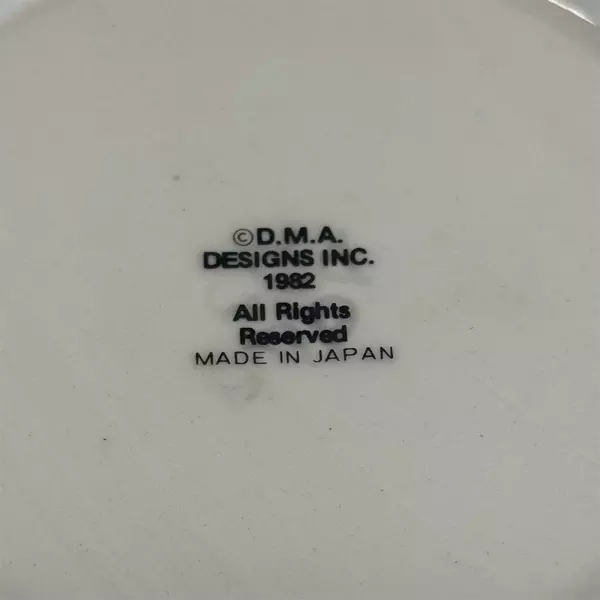 ©D.M.A.
DESIGNS INC.
1982
All Rights
Reserved
MADE IN JAPAN